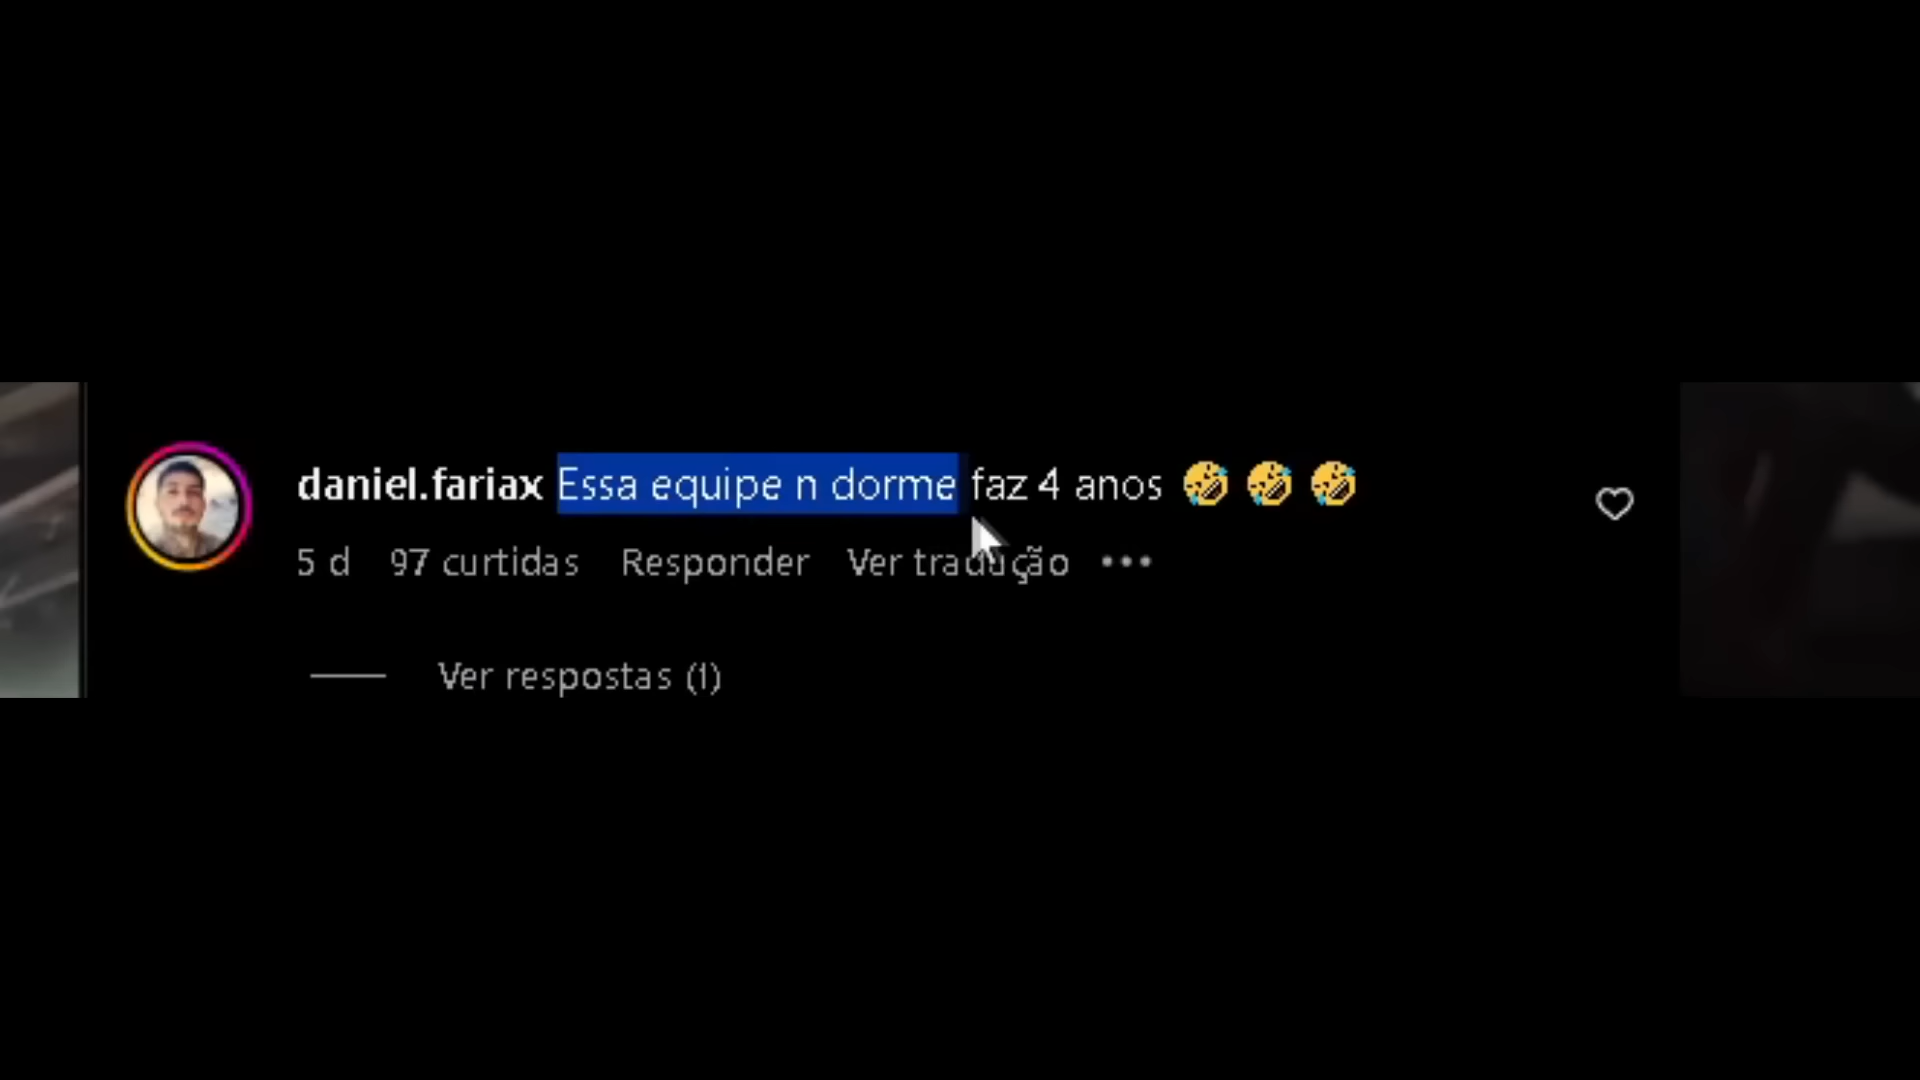 daniel.fariax Essa equipe n dorme faz 4 anos 🤣 🤣 🤣
5 d 97 curtidas Responder Ver tradução •••
Ver respostas (1)